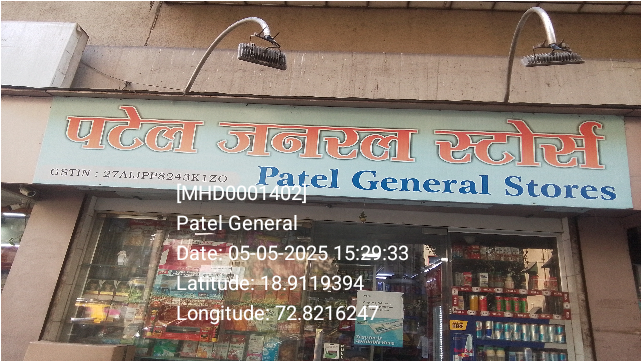 पटेल जनरल स्टोर्स
Patel General Stores
[MHD0001402]
Patel General
Date: 05-05-2025 15:29:33
Latitude: 18.9119394
Longitude: 72.8216247